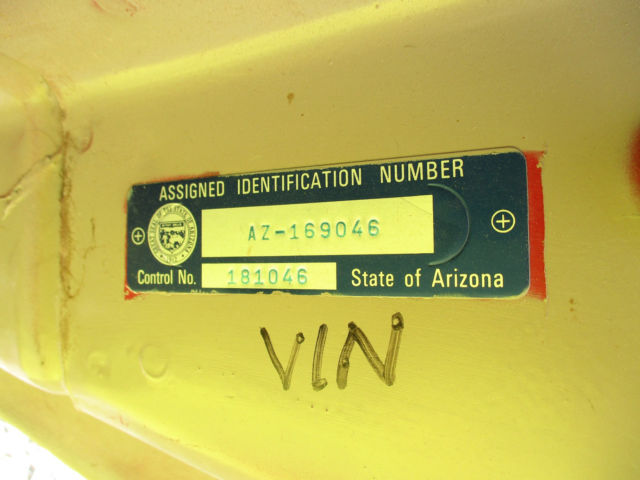 ASSIGNED IDENTIFICATION NUMBER
AZ-169046
Control No. 181046 State of Arizona
VIN